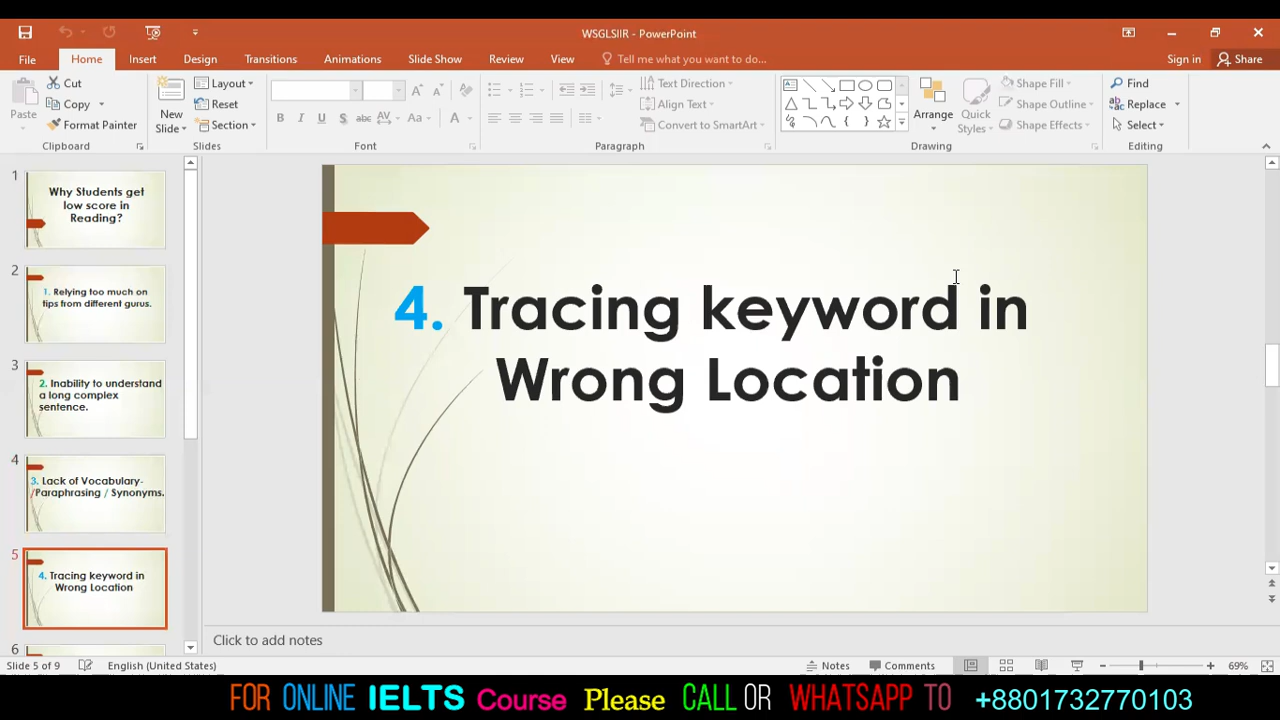 WSGLSIIR - PowerPoint
File Home Insert Design Transitions Animations Slide Show Review View Tell me what you want to do... Sign in Share
Cut Layout Text Direction Shape Fill Find
Copy Reset Align Text Shape Outline Replace
Paste Format Painter New Slide Section Convert to SmartArt Arrange Quick Styles Shape Effects Select
Clipboard Slides Font Paragraph Drawing Editing
1
Why Students get
low score in
Reading?
2
1. Relying too much on
tips from different gurus.
3
2. Inability to understand
a long complex
sentence.
4
3. Lack of Vocabulary-
/Paraphrasing / Synonyms.
5
4. Tracing keyword in
Wrong Location
6
4. Tracing keyword in
Wrong Location
Click to add notes
Slide 5 of 9 English (United States) Notes Comments 69%
FOR ONLINE IELTS Course Please CALL OR WHATSAPP TO +8801732770103